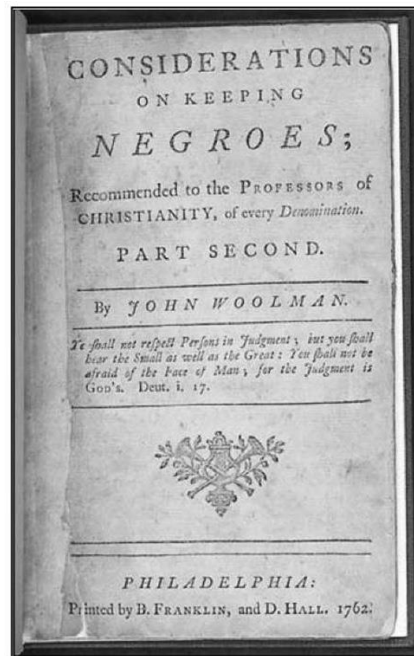 CONSIDERATIONS
ON KEEPING
NEGROES;
Recommended to the PROFESSORS of
CHRISTIANITY, of every Denomination.
PART SECOND.
By JOHN WOOLMAN.
Ye ſhall not reſpect Perſons in Judgment; but you ſhall
hear the Small as well as the Great: You ſhall not be
afraid of the Face of Man; for the Judgment is
GOD's. Deut. i. 17.
PHILADELPHIA:
Printed by B. FRANKLIN, and D. HALL. 1762.